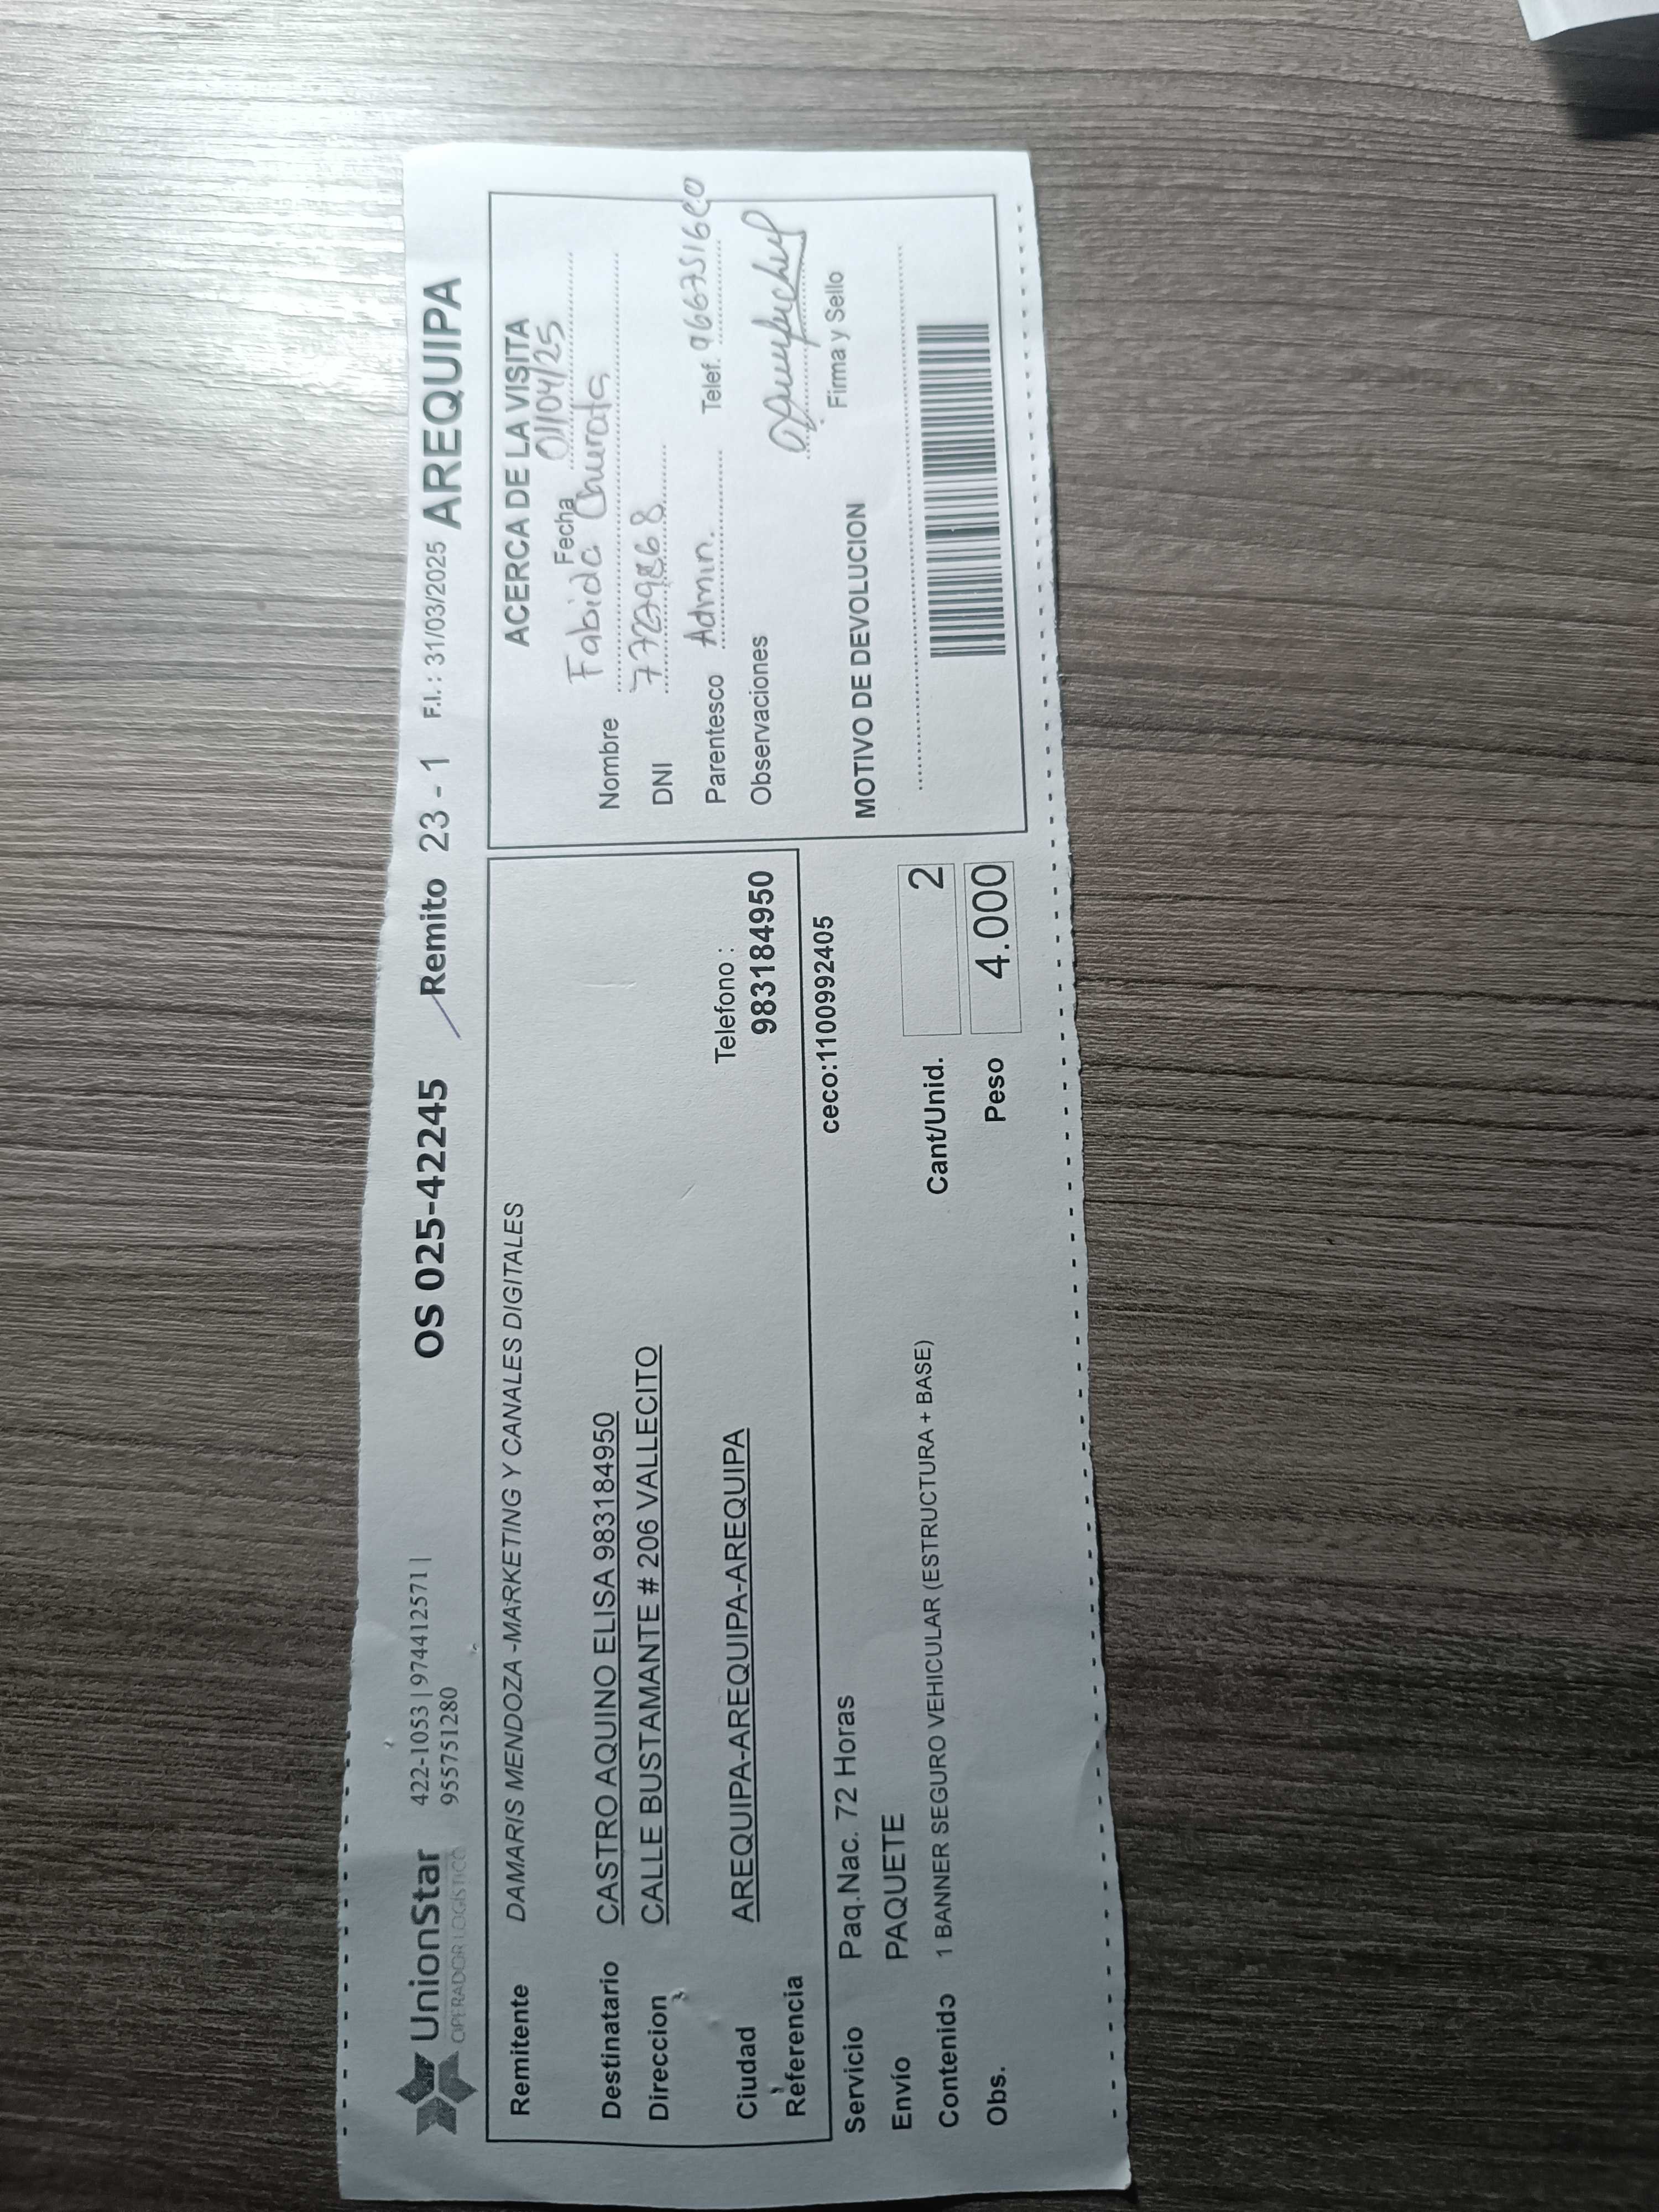 UnionStar
OPERADOR LOGÍSTICO
422-1053 | 974412571 |
955751280
OS 025-42245
Remito 23 - 1 F.I.: 31/03/2025 AREQUIPA
Remitente DAMARIS MENDOZA -MARKETING Y CANALES DIGITALES
Destinatario CASTRO AQUINO ELISA 983184950
Direccion CALLE BUSTAMANTE # 206 VALLECITO
Ciudad AREQUIPA-AREQUIPA-AREQUIPA
Telefono :
983184950
Referencia
Servicio Paq.Nac. 72 Horas
ceco:1100992405
Envío PAQUETE
Contenido 1 BANNER SEGURO VEHICULAR (ESTRUCTURA + BASE)
Cant/Unid. 2
Obs.
Peso 4.000
ACERCA DE LA VISITA
Fecha 01/04/25
Nombre Churata
DNI
Parentesco Admin. Telef.
Observaciones
Firma y Sello
MOTIVO DE DEVOLUCION